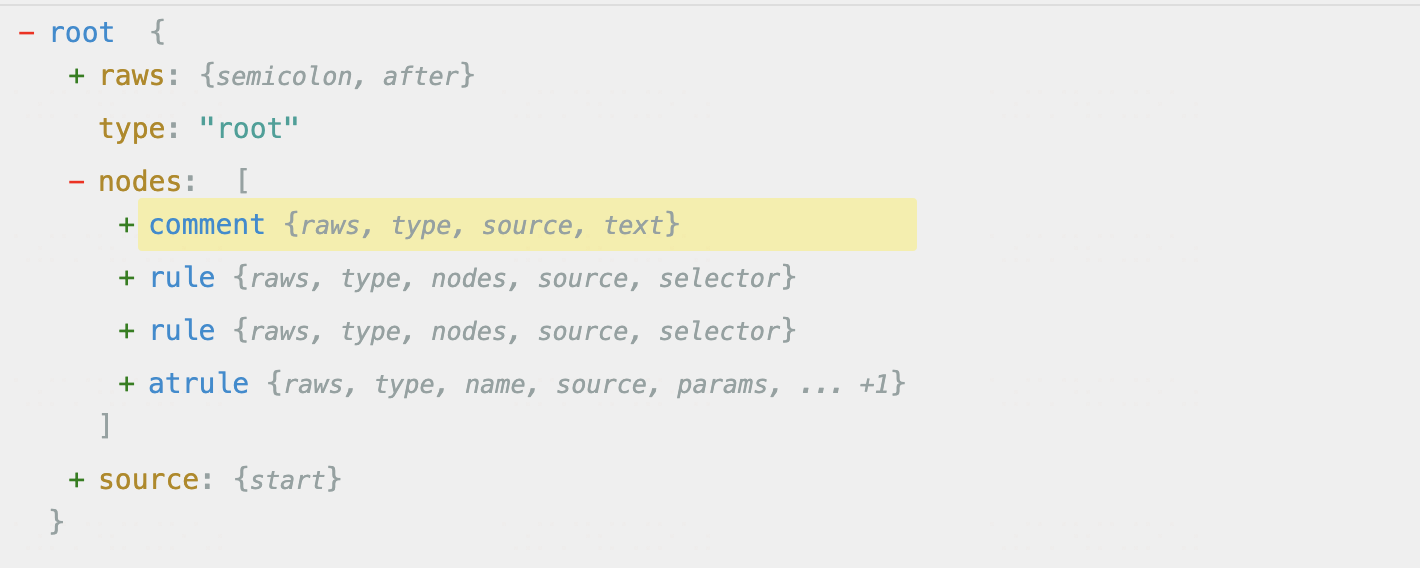 − root {
+ raws: {semicolon, after}
type: "root"
− nodes: [
+ comment {raws, type, source, text}
+ rule {raws, type, nodes, source, selector}
+ rule {raws, type, nodes, source, selector}
+ atrule {raws, type, name, source, params, ... +1}
]
+ source: {start}
}